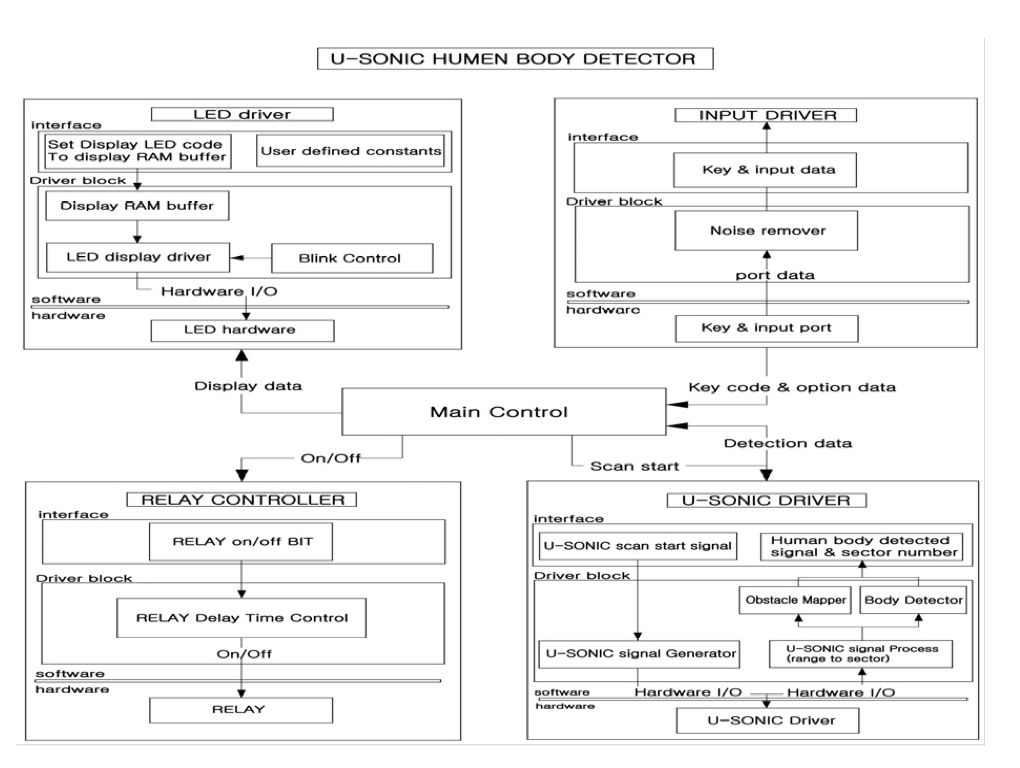 U-SONIC HUMEN BODY DETECTOR
LED driver
interface
Set Display LED code
To display RAM buffer
User defined constants
Driver block
Display RAM buffer
LED display driver
Blink Control
Hardware I/O
software
hardware
LED hardware
INPUT DRIVER
interface
Key & input data
Driver block
Noise remover
port data
software
hardware
Key & input port
Display data
Key code & option data
Main Control
Detection data
On/Off
Scan start
RELAY CONTROLLER
interface
RELAY on/off BIT
Driver block
RELAY Delay Time Control
On/Off
software
hardware
RELAY
U-SONIC DRIVER
interface
U-SONIC scan start signal
Human body detected
signal & sector number
Driver block
Obstacle Mapper
Body Detector
U-SONIC signal Generator
U-SONIC signal Process
(range to sector)
software
Hardware I/O
Hardware I/O
hardware
U-SONIC Driver